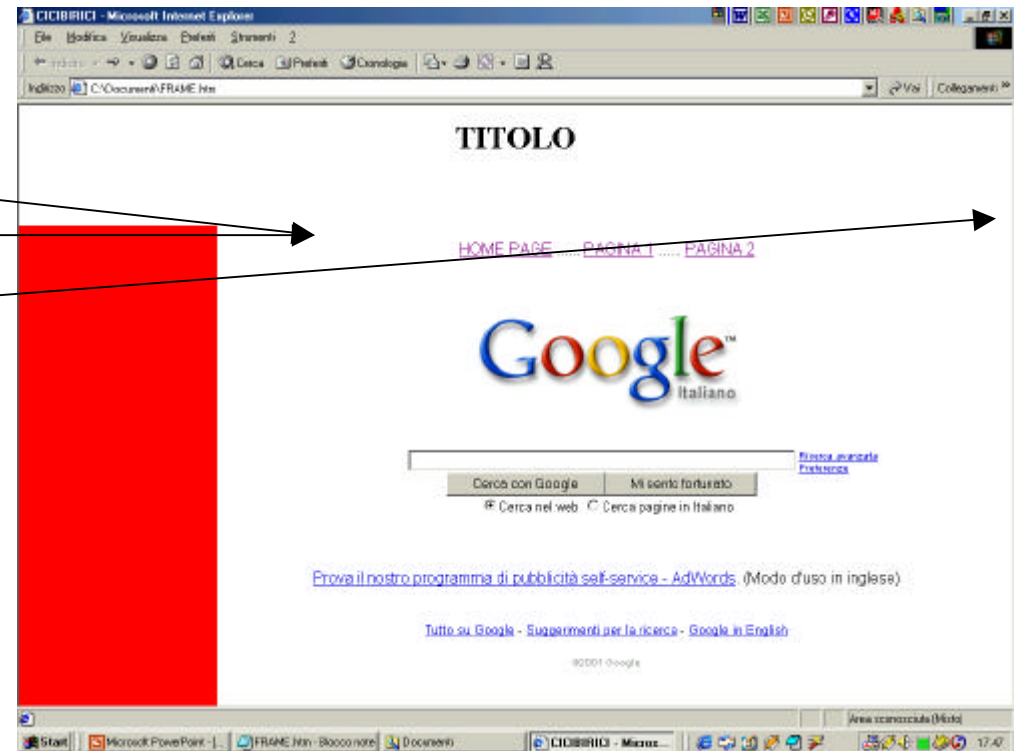 CICIBIRICI - Microsoft Internet Explorer
File Modifica Visualizza Preferiti Strumenti ?
Cerca Preferiti Cronologia
Indirizzo C:\Documenti\FRAME.htm Vai Collegamenti »
TITOLO
HOME PAGE ..... PAGINA 1 ..... PAGINA 2
Google™
Italiano
Ricerca avanzata
Preferenze
Cerca con Google Mi sento fortunato
Cerca nel web Cerca pagine in Italiano
Prova il nostro programma di pubblicità self-service - AdWords. (Modo d'uso in inglese)
Tutto su Google - Suggerimenti per la ricerca - Google in English
©2001 Google
Area sconosciuta (Misto)
Start Microsoft PowerPoint - [... FRAME.htm - Blocco note Documenti CICIBIRICI - Micros... 17.47